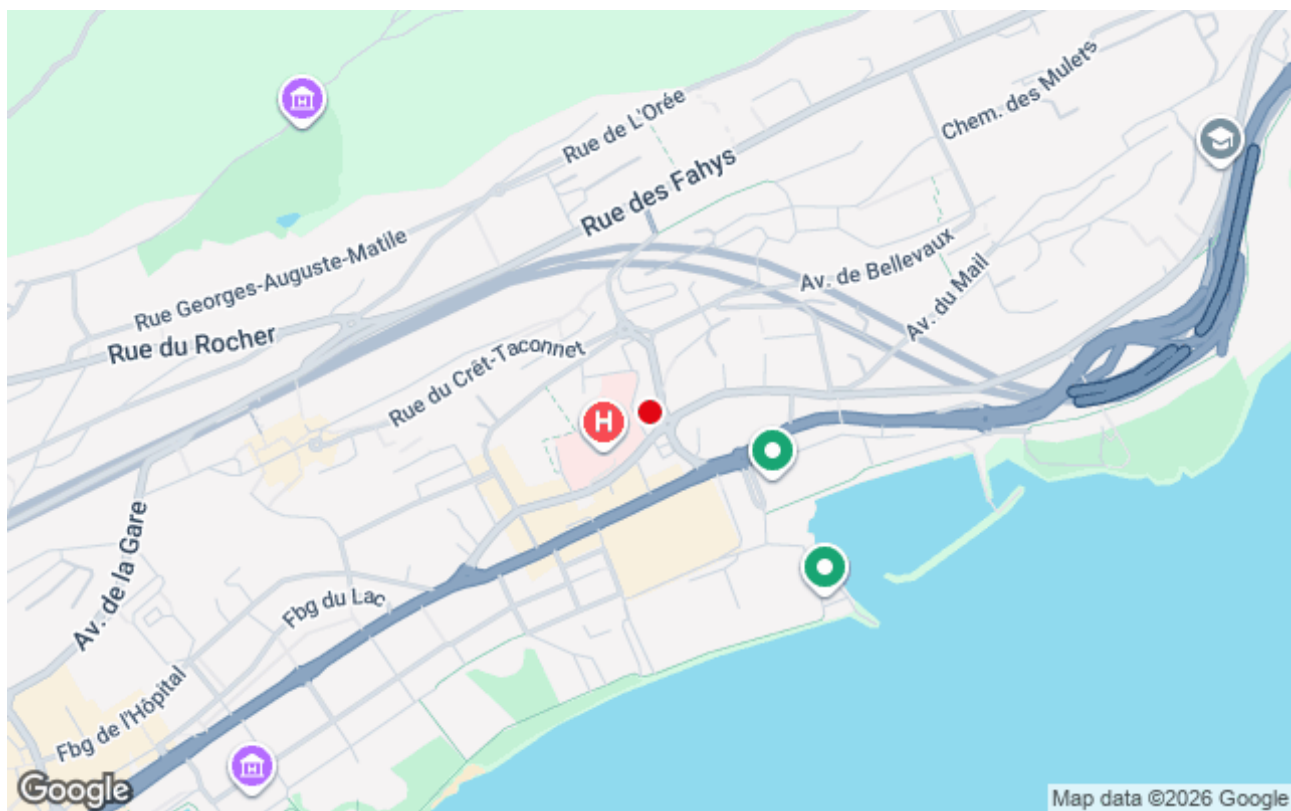 Rue de L'Orée
Chem. des Mulets
Rue des Fahys
Rue Georges-Auguste-Matile
Av. de Bellevaux
Av. du Mail
Rue du Rocher
Rue du Crêt-Taconnet
H
Av. de la Gare
Fbg du Lac
Fbg de l'Hôpital
Google
Map data ©2026 Google